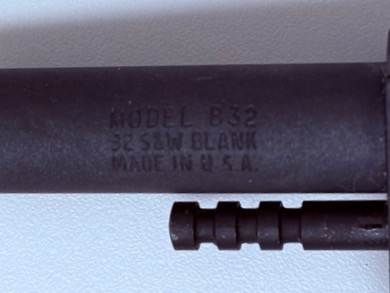 MODEL B32
32 S&W BLANK
MADE IN U.S.A.